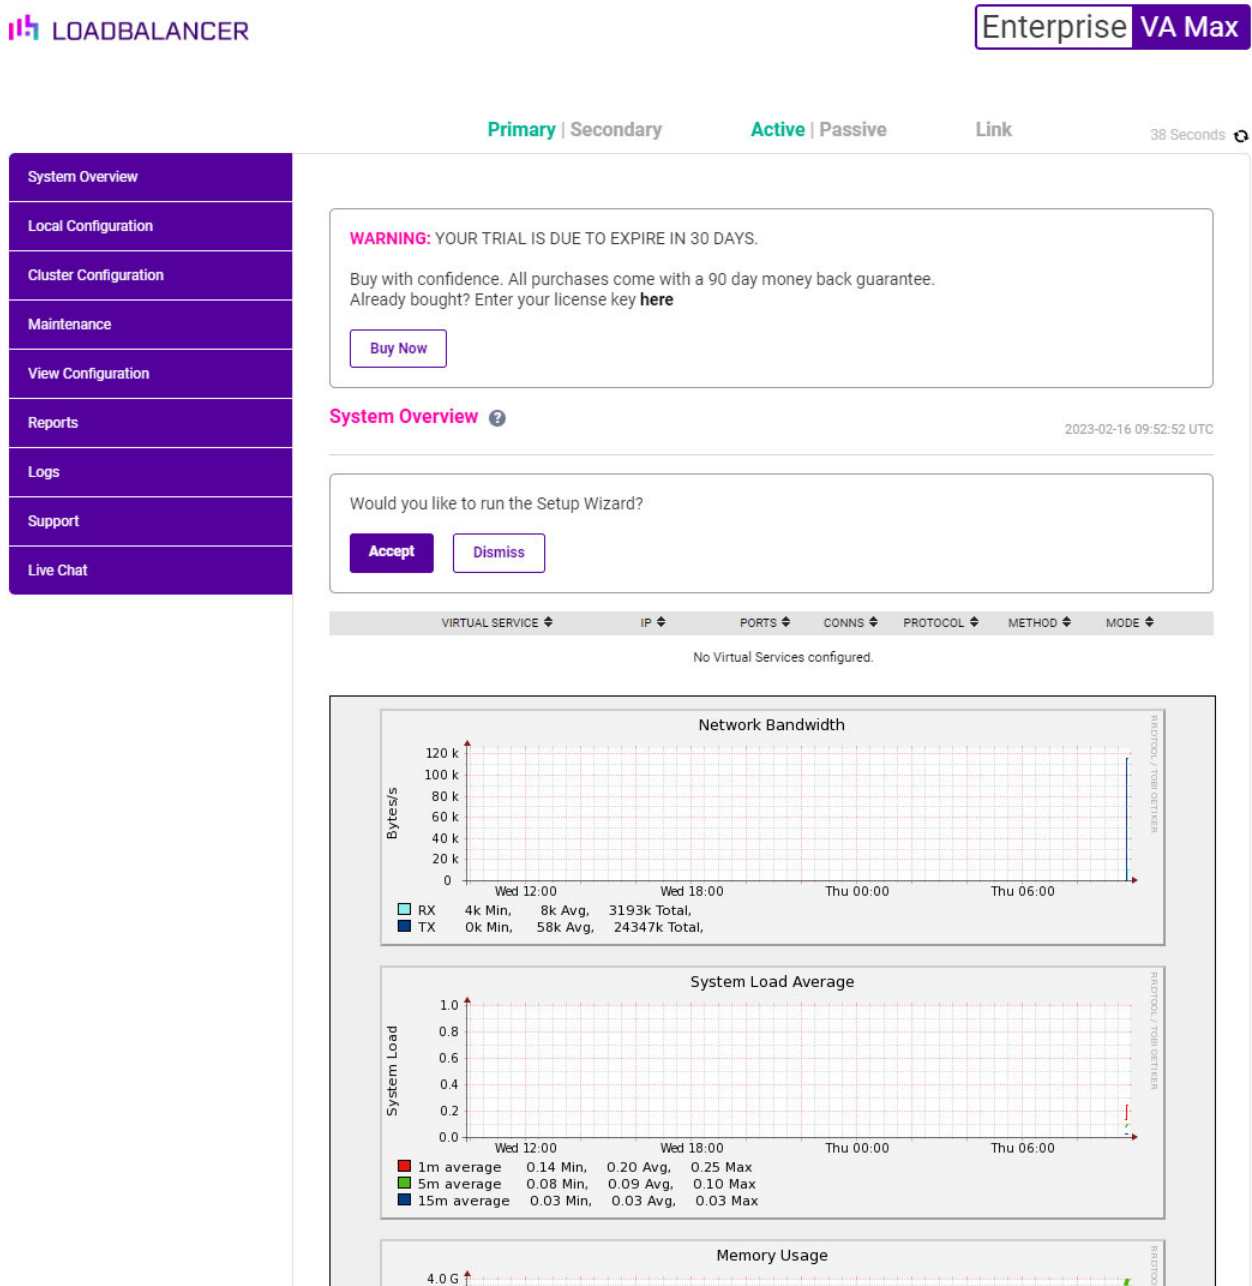 LOADBALANCER
Enterprise VA Max
Primary | Secondary Active | Passive Link 38 Seconds
System Overview
Local Configuration
Cluster Configuration
Maintenance
View Configuration
Reports
Logs
Support
Live Chat
WARNING: YOUR TRIAL IS DUE TO EXPIRE IN 30 DAYS.
Buy with confidence. All purchases come with a 90 day money back guarantee.
Already bought? Enter your license key here
Buy Now
System Overview ?
2023-02-16 09:52:52 UTC
Would you like to run the Setup Wizard?
Accept Dismiss
VIRTUAL SERVICE IP PORTS CONNS PROTOCOL METHOD MODE
No Virtual Services configured.
Network Bandwidth
RRDTOOL / TOBI OETIKER
Bytes/s
120 k
100 k
80 k
60 k
40 k
20 k
0
Wed 12:00 Wed 18:00 Thu 00:00 Thu 06:00
RX 4k Min, 8k Avg, 3193k Total,
TX 0k Min, 58k Avg, 24347k Total,
System Load Average
RRDTOOL / TOBI OETIKER
System Load
1.0
0.8
0.6
0.4
0.2
0.0
Wed 12:00 Wed 18:00 Thu 00:00 Thu 06:00
1m average 0.14 Min, 0.20 Avg, 0.25 Max
5m average 0.08 Min, 0.09 Avg, 0.10 Max
15m average 0.03 Min, 0.03 Avg, 0.03 Max
Memory Usage
4.0 G